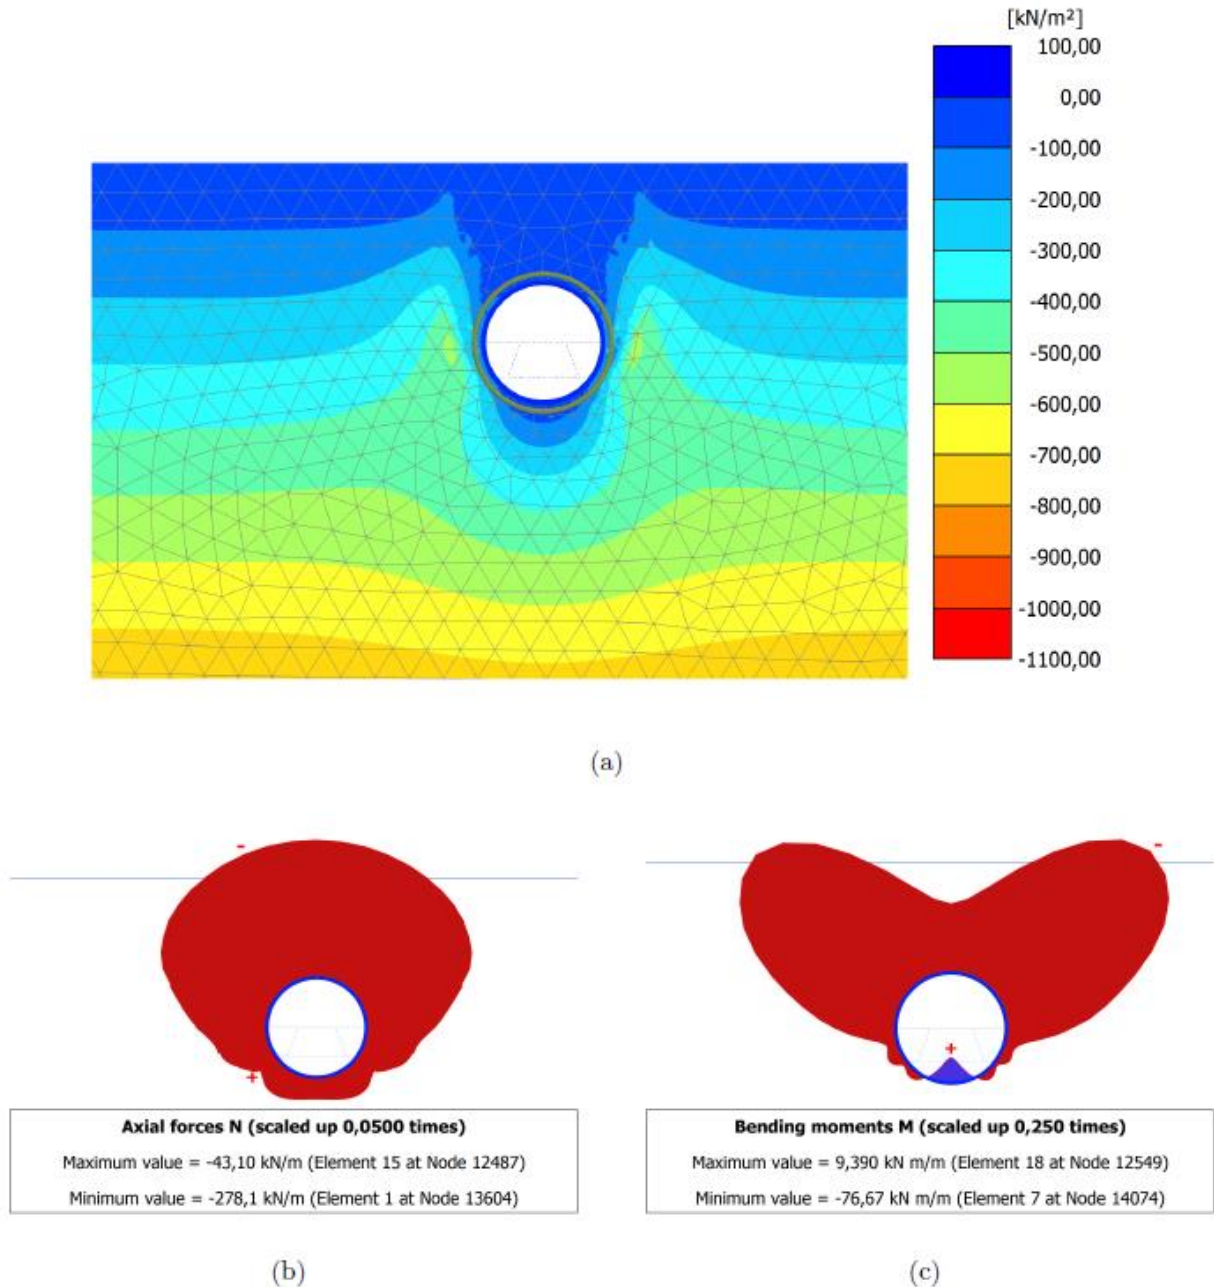 [kN/m²]
100,00
0,00
-100,00
-200,00
-300,00
-400,00
-500,00
-600,00
-700,00
-800,00
-900,00
-1000,00
-1100,00
(a)
-
+
Axial forces N (scaled up 0,0500 times)
Maximum value = -43,10 kN/m (Element 15 at Node 12487)
Minimum value = -278,1 kN/m (Element 1 at Node 13604)
(b)
-
+
Bending moments M (scaled up 0,250 times)
Maximum value = 9,390 kN m/m (Element 18 at Node 12549)
Minimum value = -76,67 kN m/m (Element 7 at Node 14074)
(c)